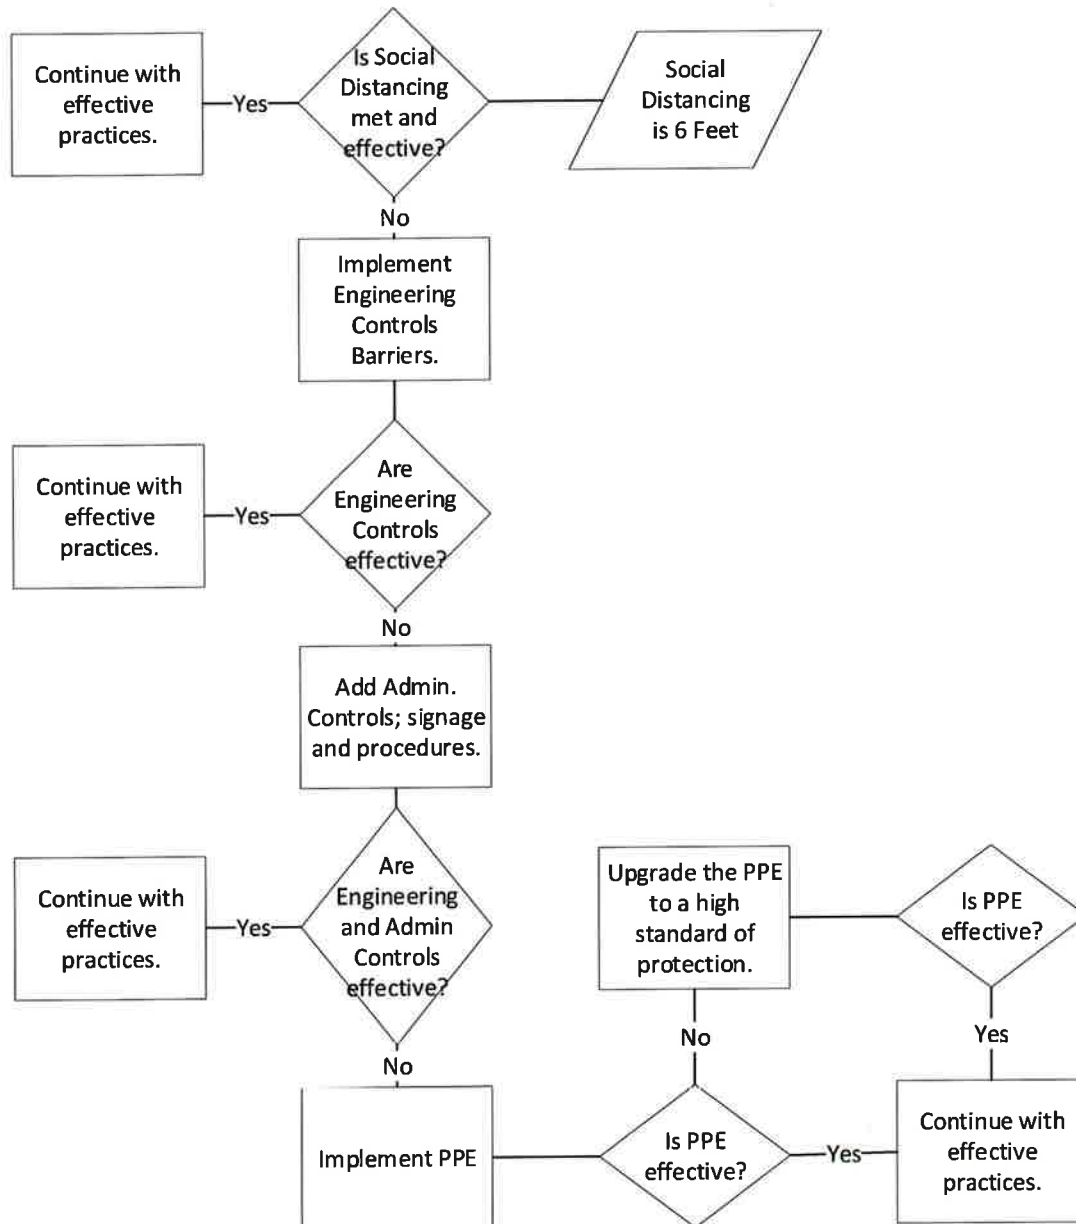 Continue with
effective
practices.
Yes
Is Social
Distancing
met and
effective?
Social
Distancing
is 6 Feet
No
Implement
Engineering
Controls
Barriers.
Continue with
effective
practices.
Yes
Are
Engineering
Controls
effective?
No
Add Admin.
Controls; signage
and procedures.
Continue with
effective
practices.
Yes
Are
Engineering
and Admin
Controls
effective?
Upgrade the PPE
to a high
standard of
protection.
Is PPE
effective?
No
No
Yes
Implement PPE
Is PPE
effective?
Yes
Continue with
effective
practices.